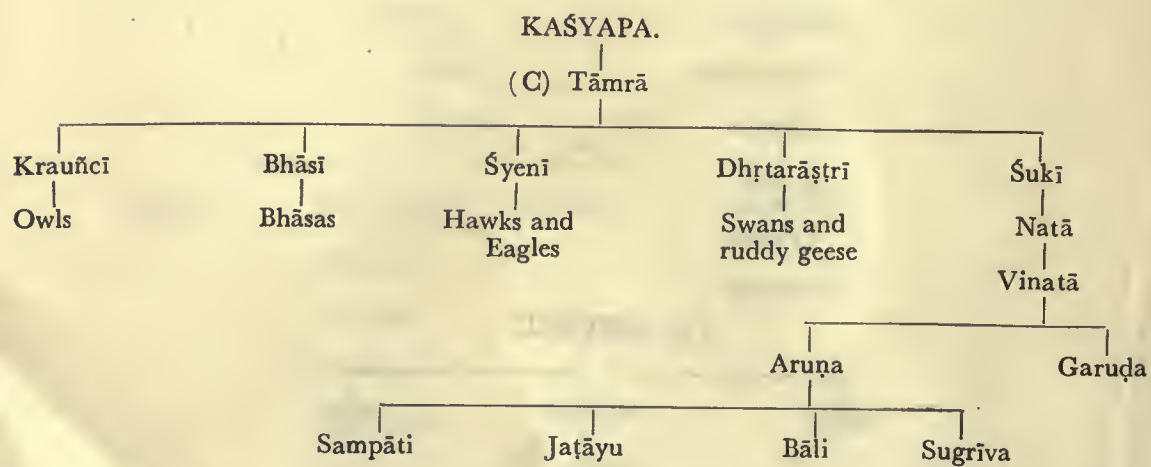 KAŚYAPA.
(C) Tāmrā
Krauñcī Bhāsī Śyenī Dhṛtarāṣṭrī Śukī
Owls Bhāsas Hawks and Eagles Swans and ruddy geese Natā
Vinatā
Aruṇa Garuḍa
Sampāti Jaṭāyu Bāli Sugrīva